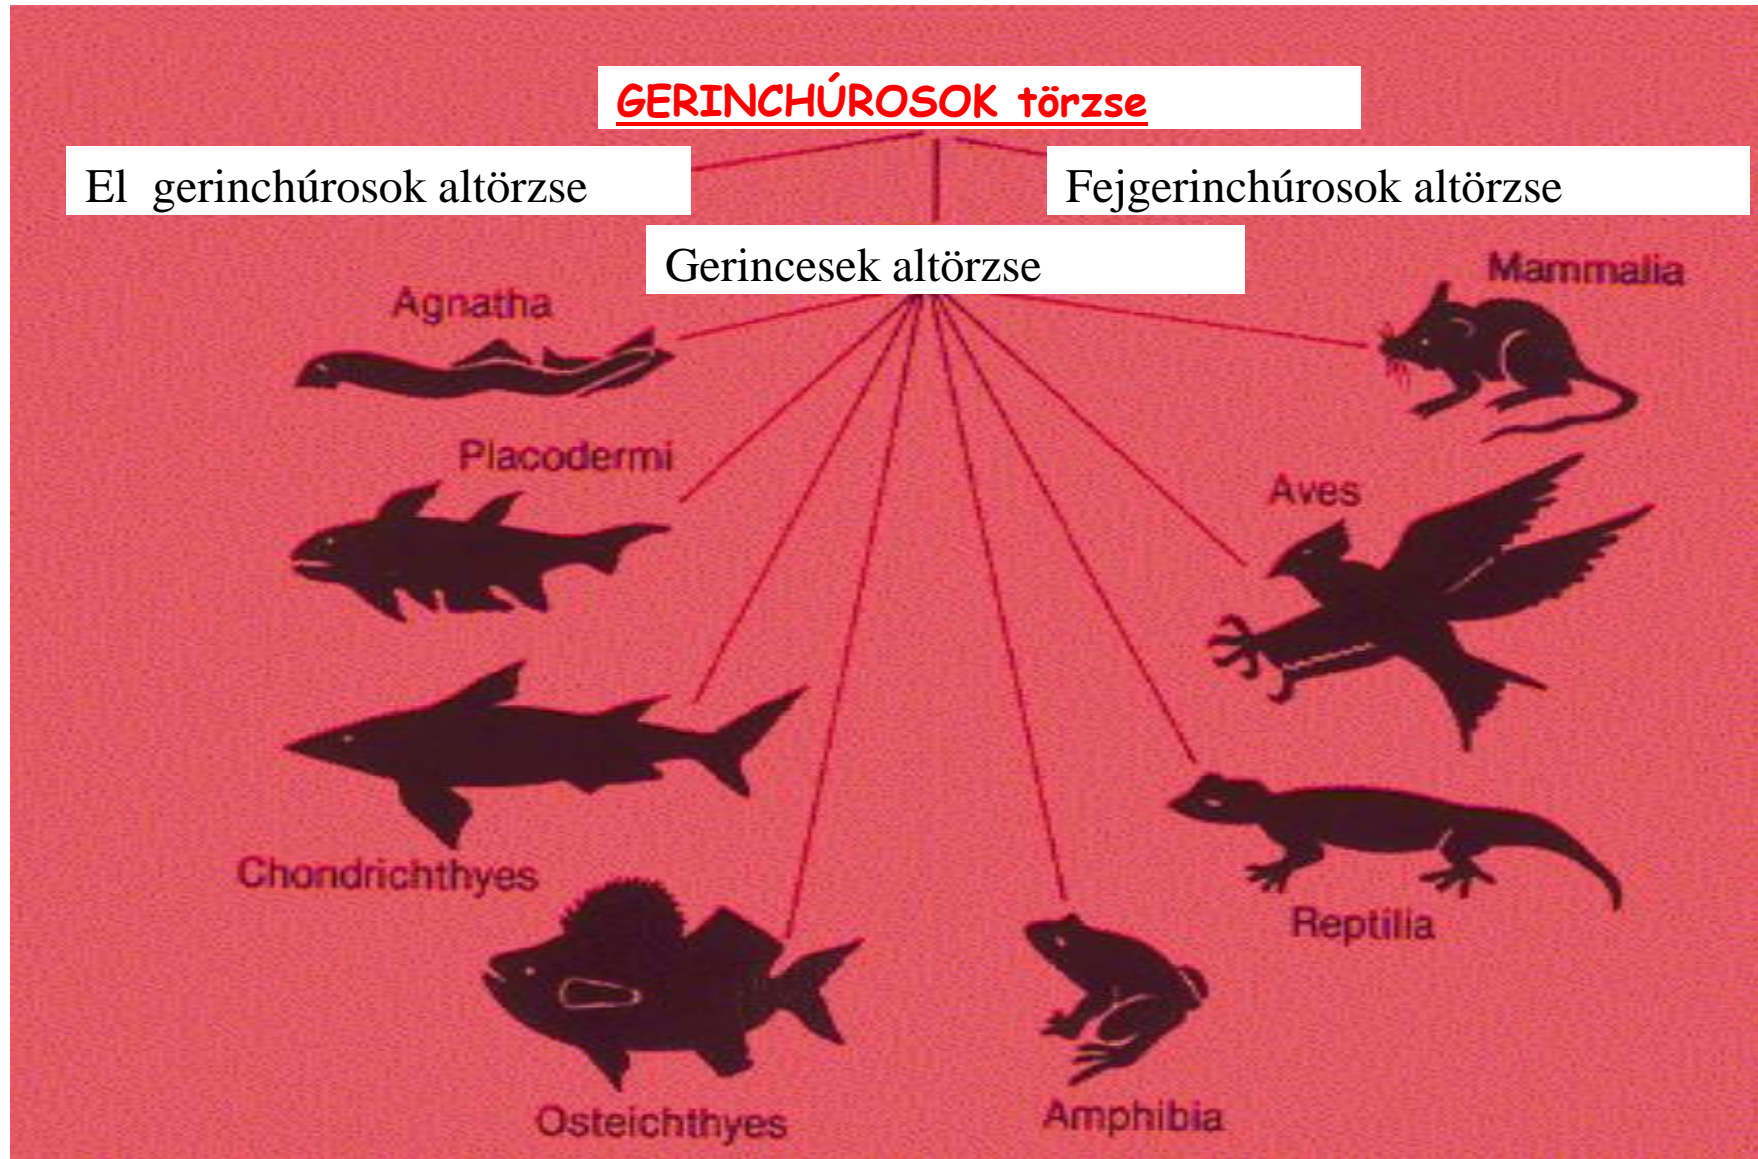 GERINCHÚROSOK törzse
El  gerinchúrosok altörzse
Fejgerinchúrosok altörzse
Gerincesek altörzse
Mammalia
Agnatha
Placodermi
Aves
Chondrichthyes
Reptilia
Osteichthyes
Amphibia